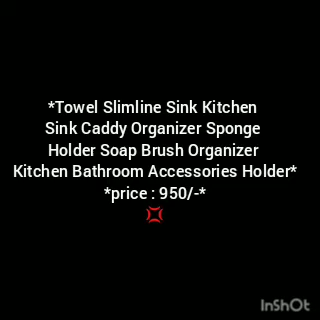 *Towel Slimline Sink Kitchen
Sink Caddy Organizer Sponge
Holder Soap Brush Organizer
Kitchen Bathroom Accessories Holder*
*price : 950/-*
💢
InShOt